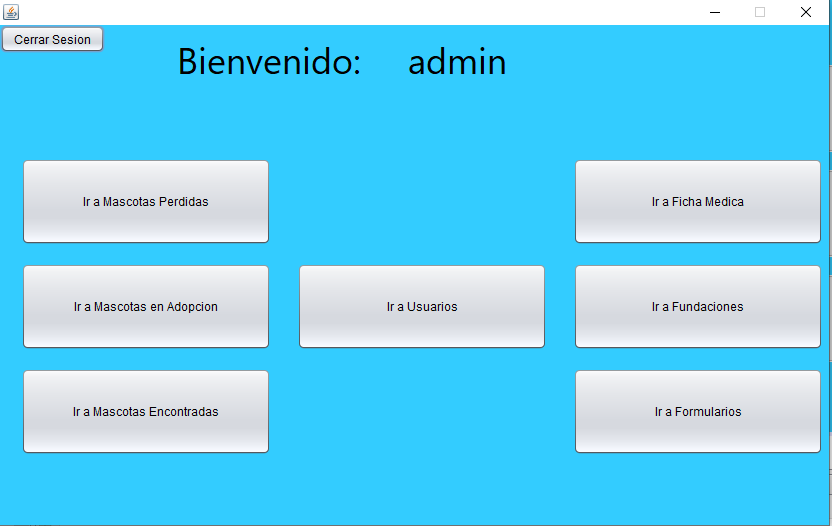 Cerrar Sesion
Bienvenido: admin
Ir a Mascotas Perdidas
Ir a Ficha Medica
Ir a Mascotas en Adopcion
Ir a Usuarios
Ir a Fundaciones
Ir a Mascotas Encontradas
Ir a Formularios